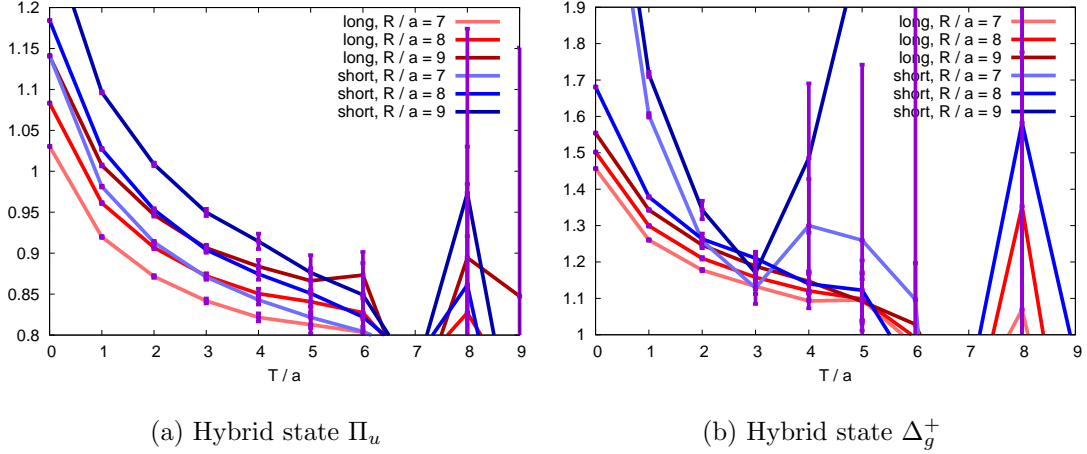 1.2
1.15
1.1
1.05
1
0.95
0.9
0.85
0.8
0 1 2 3 4 5 6 7 8 9
T / a
long, R / a = 7
long, R / a = 8
long, R / a = 9
short, R / a = 7
short, R / a = 8
short, R / a = 9
(a) Hybrid state Π_u
1.9
1.8
1.7
1.6
1.5
1.4
1.3
1.2
1.1
1
0 1 2 3 4 5 6 7 8 9
T / a
long, R / a = 7
long, R / a = 8
long, R / a = 9
short, R / a = 7
short, R / a = 8
short, R / a = 9
(b) Hybrid state Δ_g^+